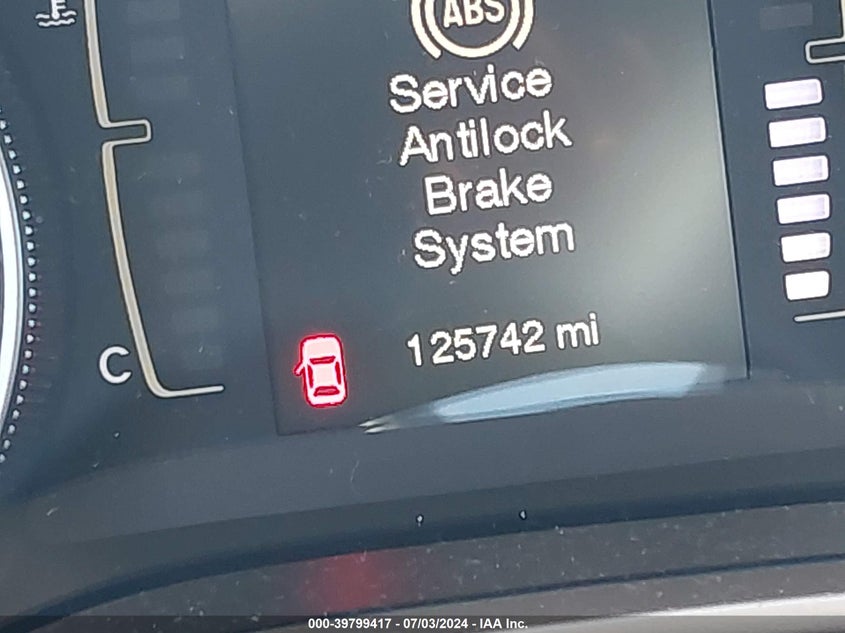 ABS
Service
Antilock
Brake
System
125742 mi
C
000-39799417 - 07/03/2024 - IAA Inc.